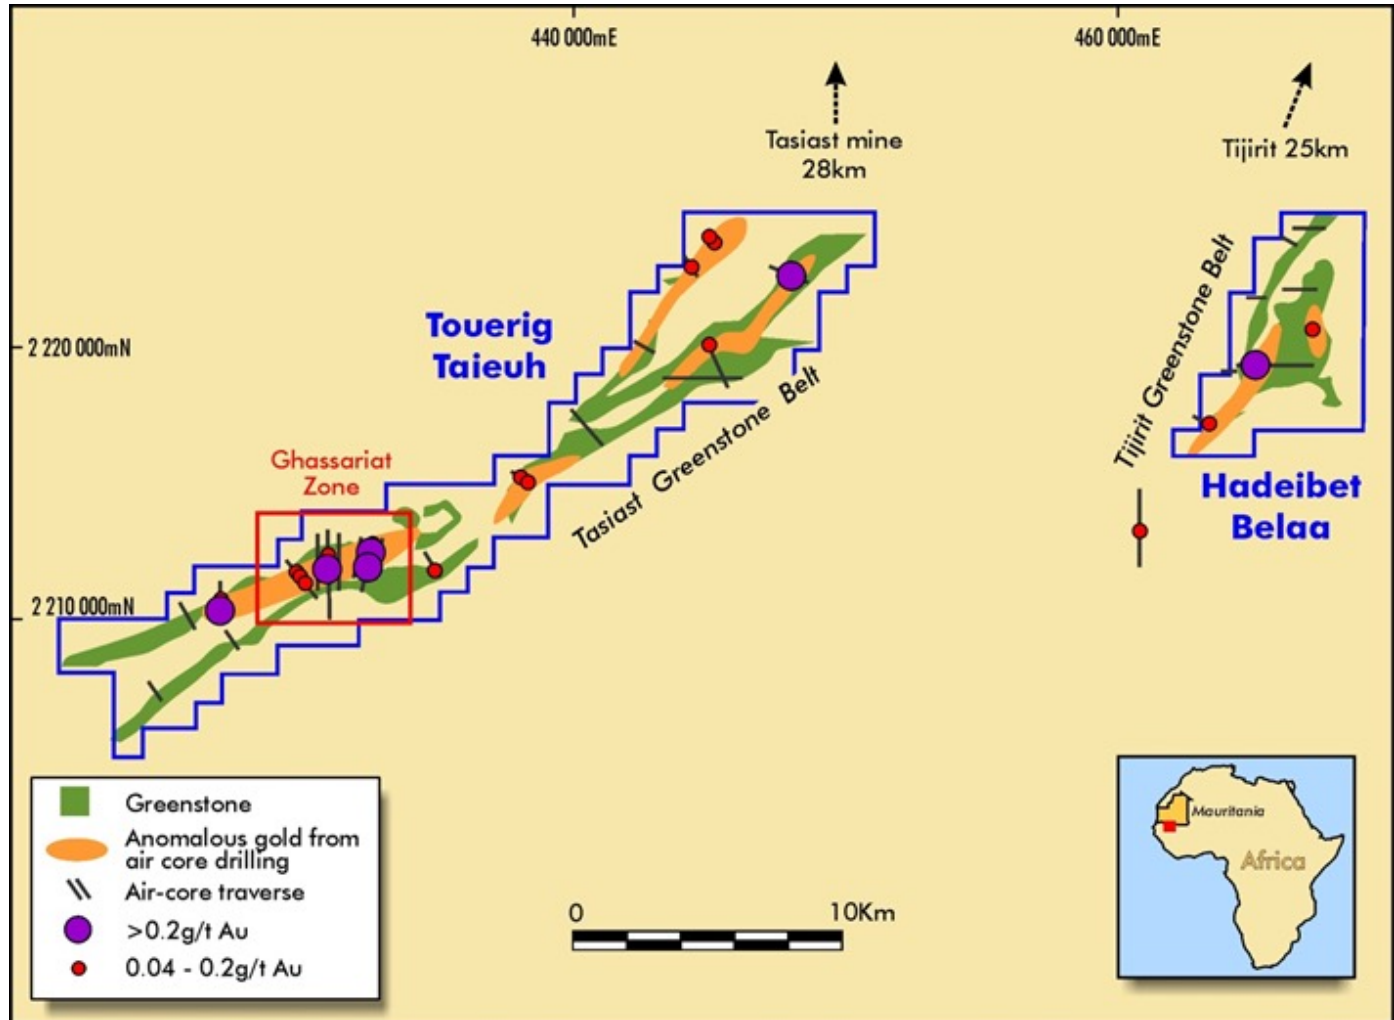 440 000mE
460 000mE
Tasiast mine
28km
Tijirit 25km
Touerig
Taieuh
2 220 000mN
Tasiast Greenstone Belt
Tijirit Greenstone Belt
Ghassariat
Zone
Hadeibet
Belaa
2 210 000mN
Greenstone
Anomalous gold from
air core drilling
Air-core traverse
>0.2g/t Au
0.04 - 0.2g/t Au
0
10Km
Mauritania
Africa